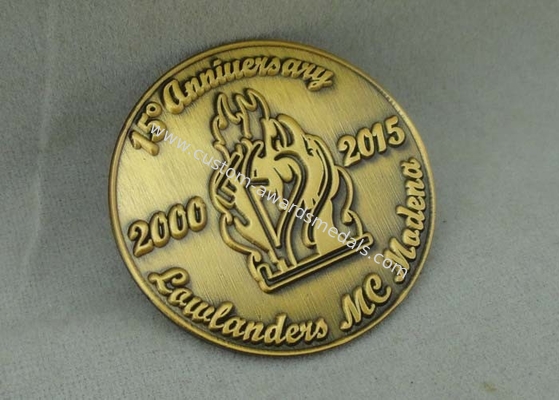 15° Anniversary
2000
2015
Lowlanders MC Modena
www.custom-awardsmedals.com